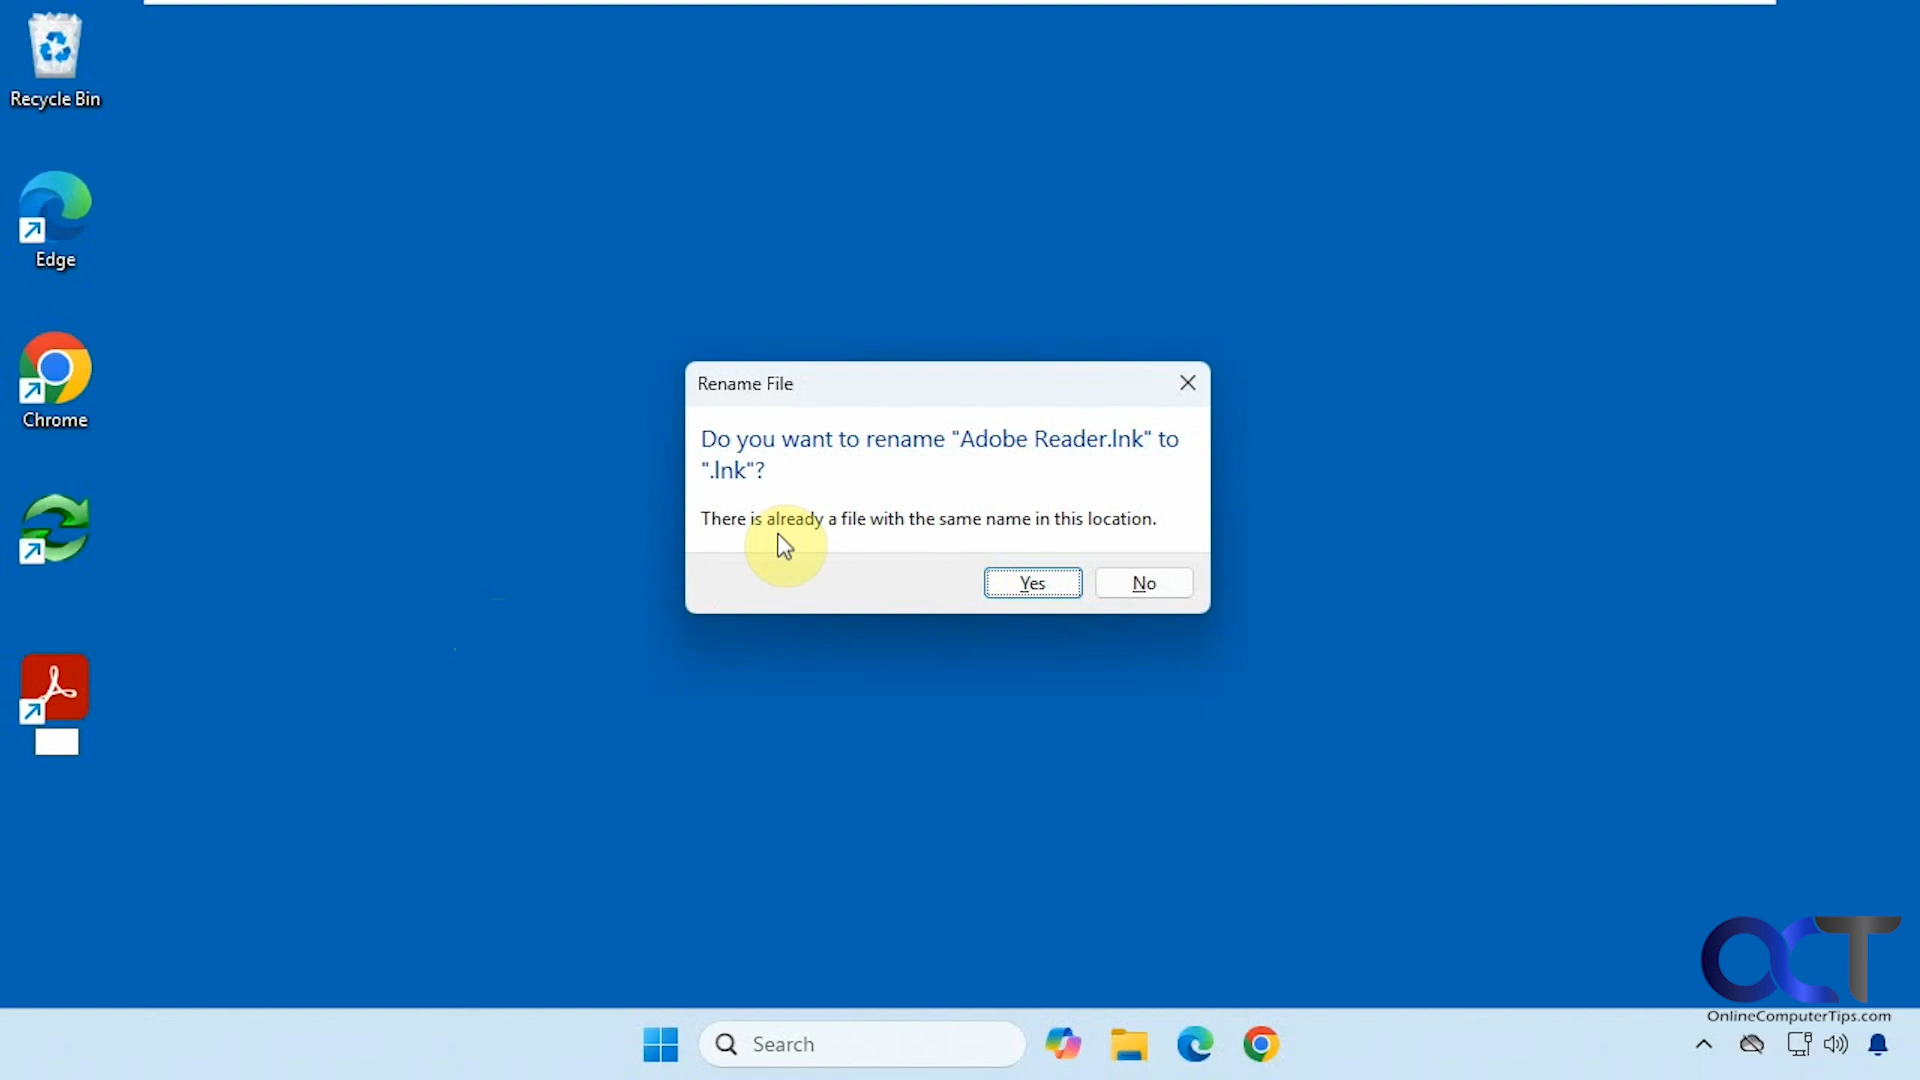 Recycle Bin
Edge
Chrome
Rename File
Do you want to rename "Adobe Reader.lnk" to
".lnk"?
There is already a file with the same name in this location.
Yes
No
OCT
OnlineComputerTips.com
Search